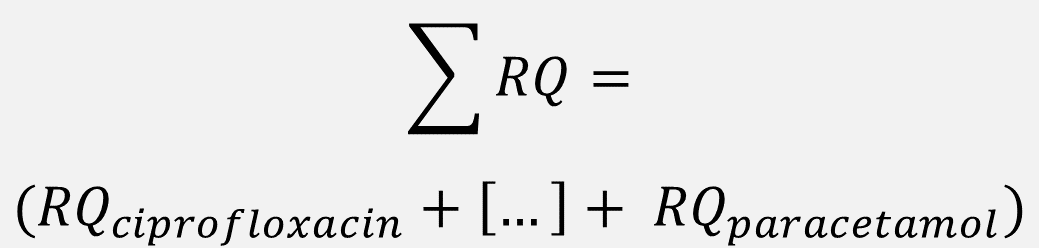 ∑ RQ =
(RQ_ciprofloxacin + [...] + RQ_paracetamol)